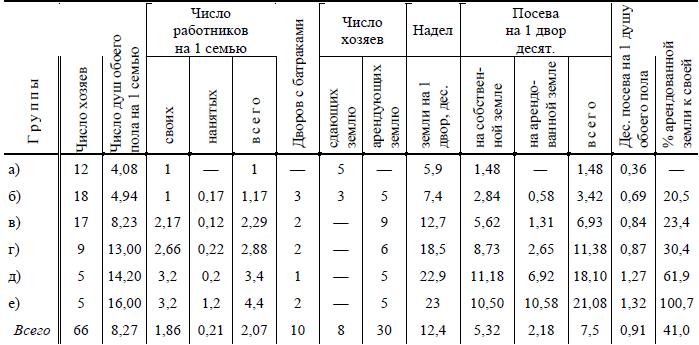 Группы
Число хозяев
Число душ обоего
пола на 1 семью
Число
работников
на 1 семью
своих
нанятых
всего
Дворов с батраками
Число
хозяев
сдающих
землю
арендующих
землю
Надел
земли на 1
двор, дес.
Посева
на 1 двор
десят.
на собствен-
ной земле
на арендо-
ванной земле
всего
Дес. посева на 1 душу
обоего пола
% арендованной
земли к своей
а) 12 4,08 1 — 1 — 5 5,9 1,48 — 1,48 0,36 —
б) 18 4,94 1 0,17 1,17 3 3 5 7,4 2,84 0,58 3,42 0,69 20,5
в) 17 8,23 2,17 0,12 2,29 2 — 9 12,7 5,62 1,31 6,93 0,84 23,4
г) 9 13,00 2,66 0,22 2,88 2 — 6 18,5 8,73 2,65 11,38 0,87 30,4
д) 5 14,20 3,2 0,2 3,4 1 — 5 22,9 11,18 6,92 18,10 1,27 61,9
е) 5 16,00 3,2 1,2 4,4 2 — 5 23 10,50 10,58 21,08 1,32 100,7
Всего 66 8,27 1,86 0,21 2,07 10 8 30 12,4 5,32 2,18 7,5 0,91 41,0